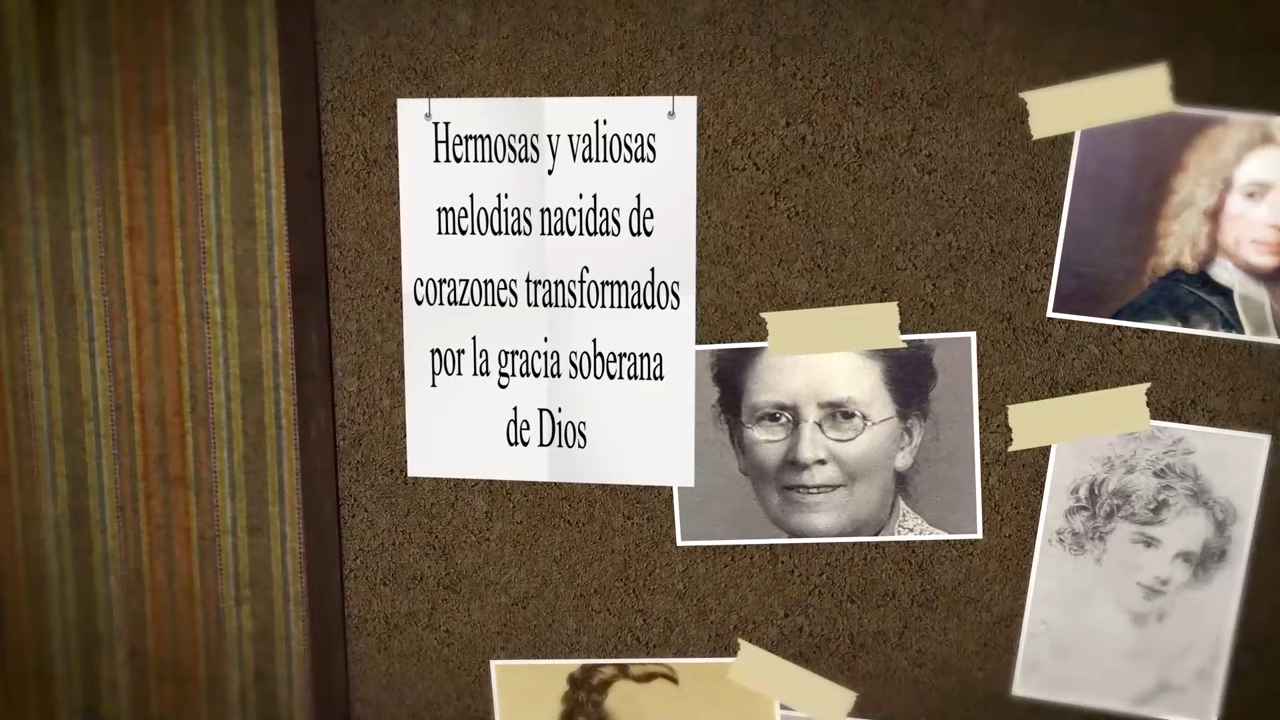 Hermosas y valiosas
melodias nacidas de
corazones transformados
por la gracia soberana
de Dios